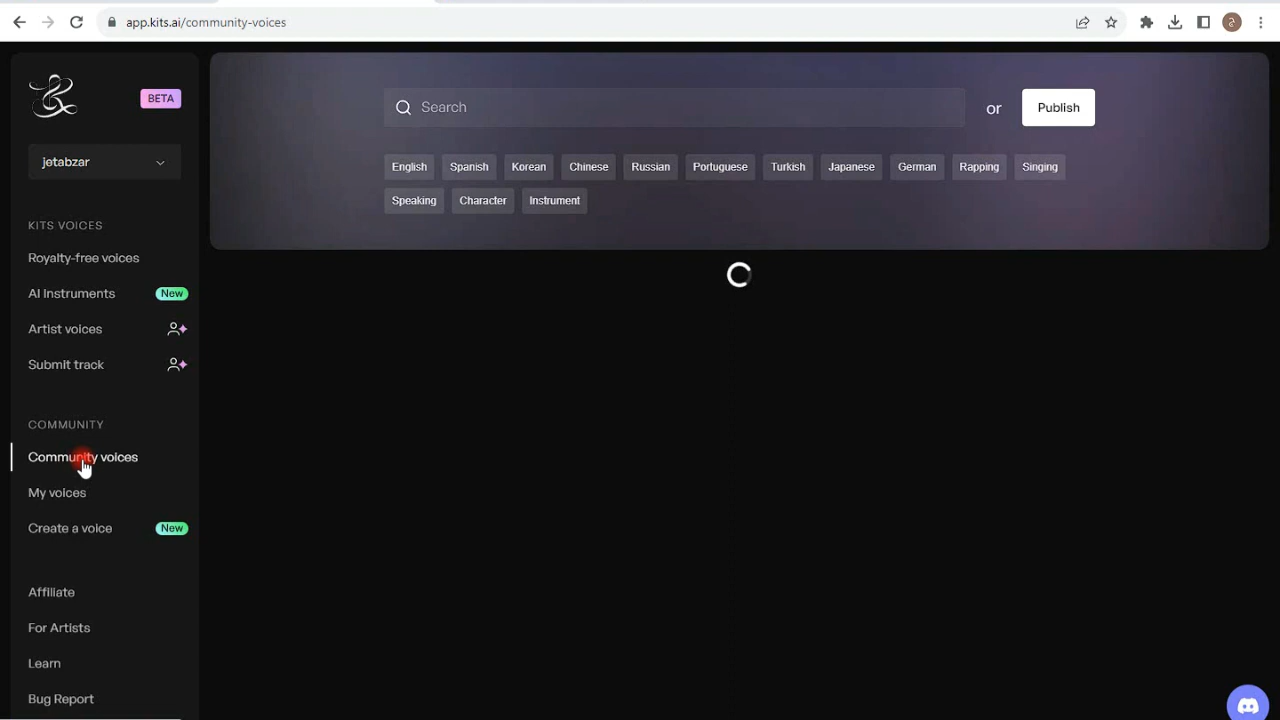 app.kits.ai/community-voices
BETA
jetabzar
KITS VOICES
Royalty-free voices
AI Instruments New
Artist voices
Submit track
COMMUNITY
Community voices
My voices
Create a voice New
Affiliate
For Artists
Learn
Bug Report
Search or Publish
English Spanish Korean Chinese Russian Portuguese Turkish Japanese German Rapping Singing
Speaking Character Instrument